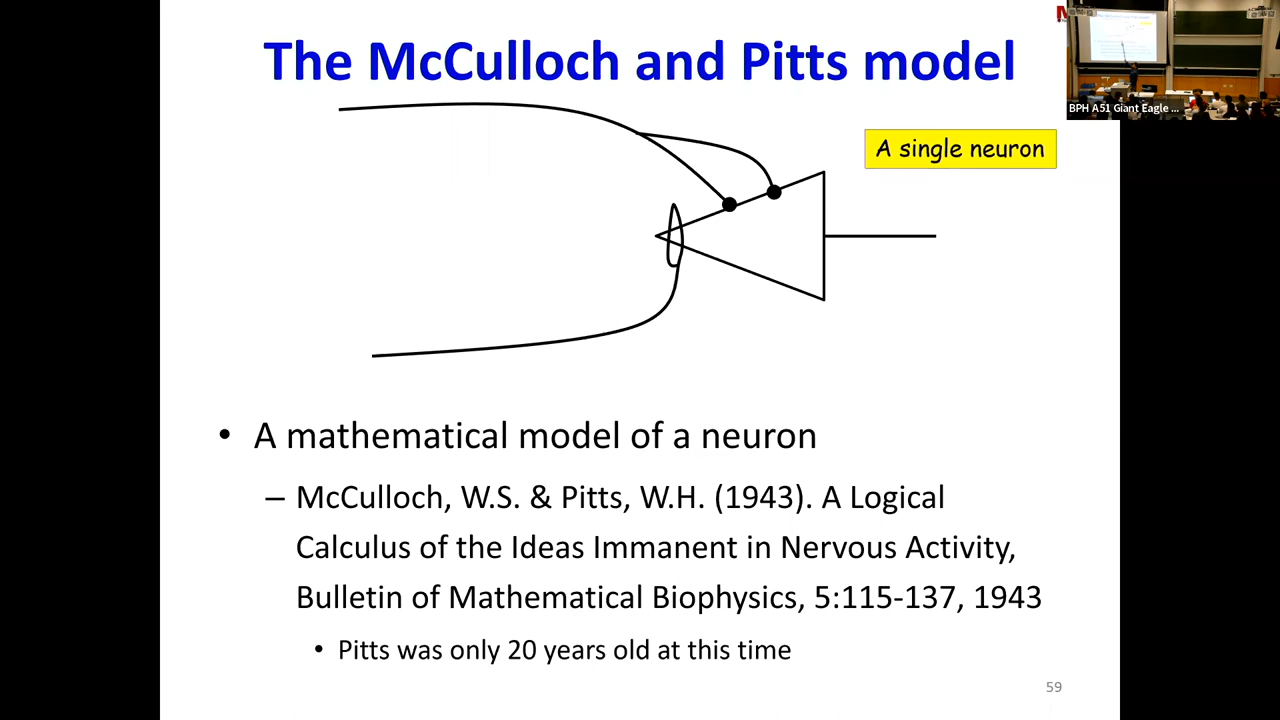 The McCulloch and Pitts model
BPH A51 Giant Eagle ...
A single neuron
• A mathematical model of a neuron
– McCulloch, W.S. & Pitts, W.H. (1943). A Logical
Calculus of the Ideas Immanent in Nervous Activity,
Bulletin of Mathematical Biophysics, 5:115-137, 1943
• Pitts was only 20 years old at this time
59